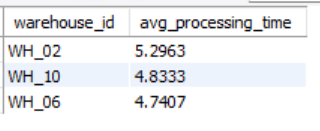 warehouse_id avg_processing_time
WH_02 5.2963
WH_10 4.8333
WH_06 4.7407